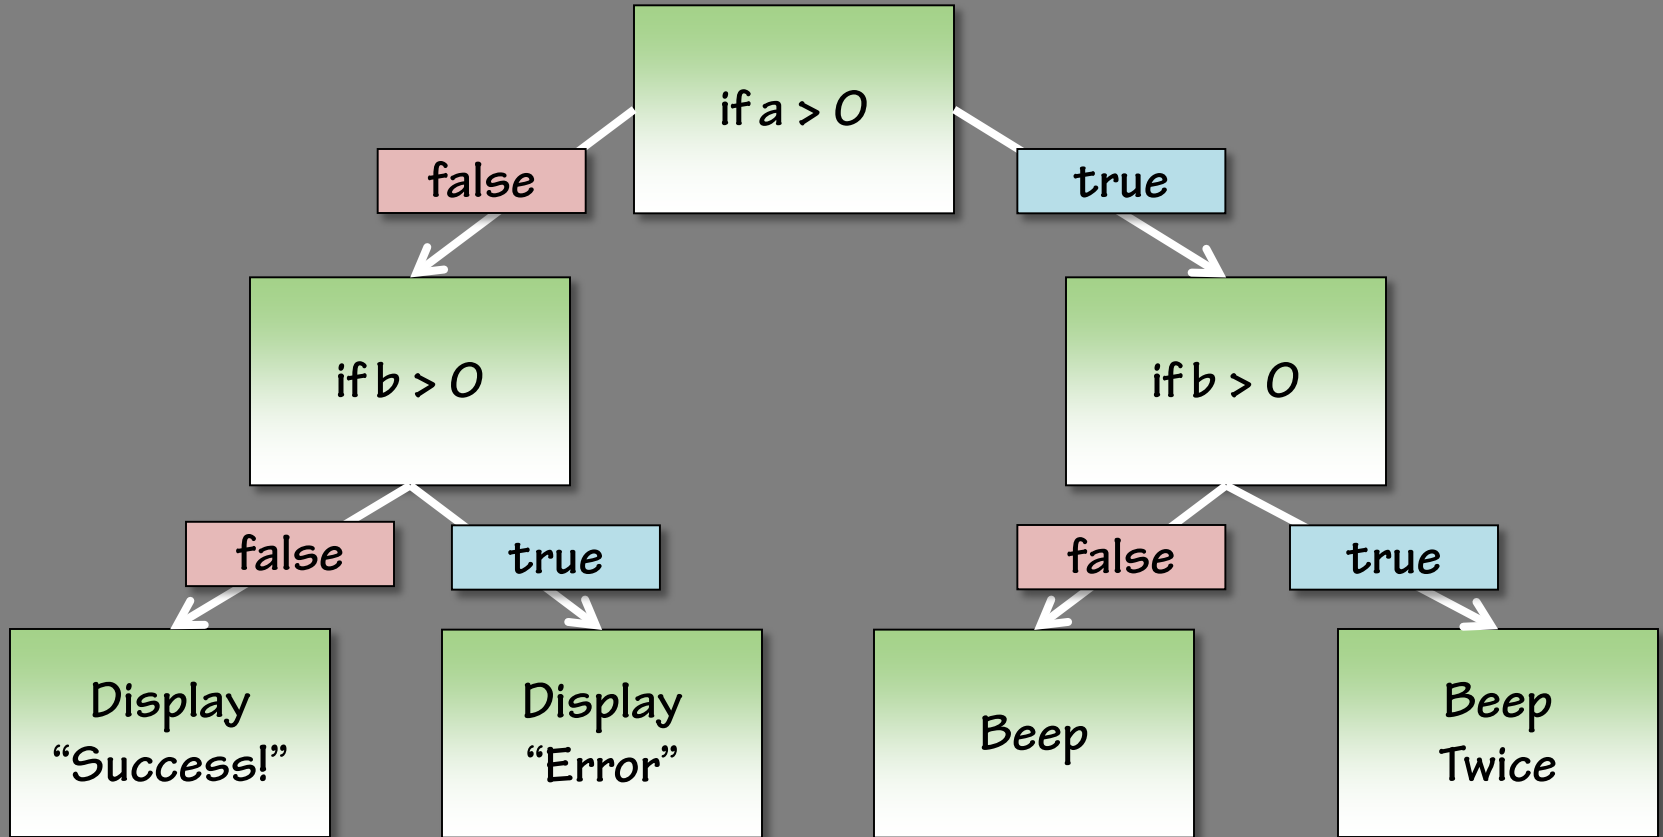 if a > 0
false
true
if b > 0
if b > 0
false
true
false
true
Display
“Success!”
Display
“Error”
Beep
Beep
Twice